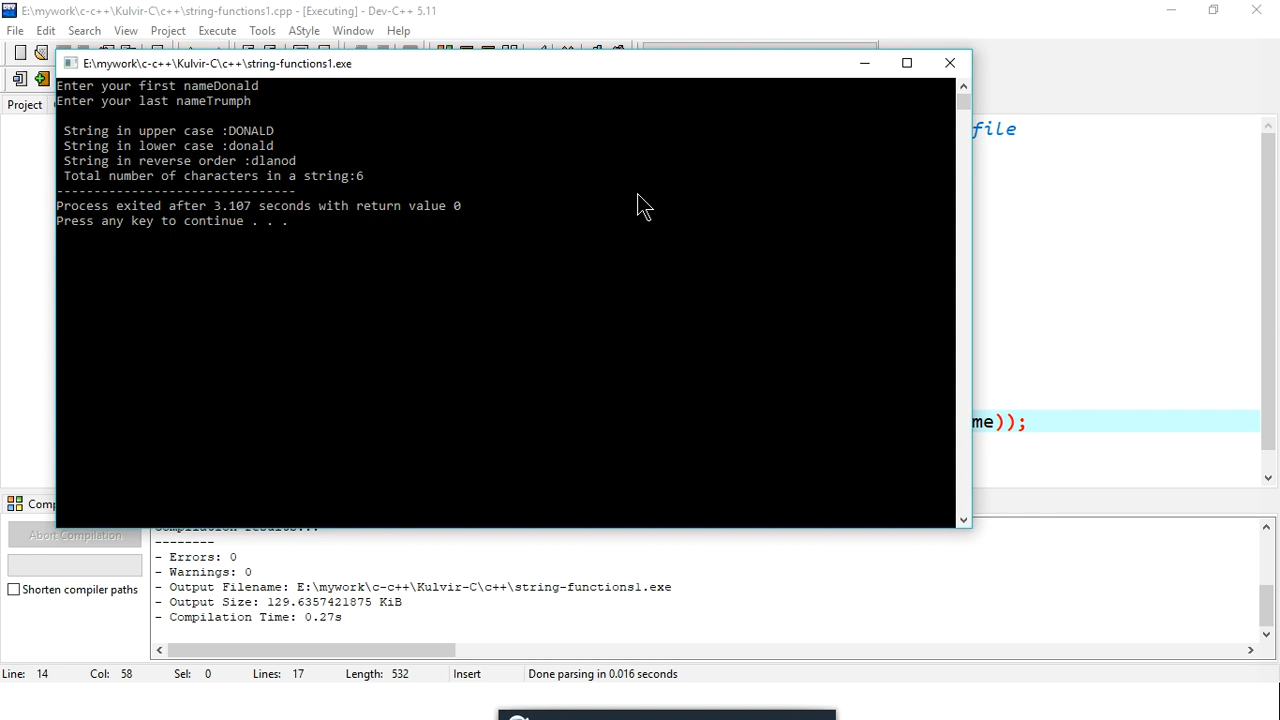 E:\mywork\c-c++\Kulvir-C\c++\string-functions1.cpp - [Executing] - Dev-C++ 5.11
File Edit Search View Project Execute Tools AStyle Window Help
E:\mywork\c-c++\Kulvir-C\c++\string-functions1.exe
Enter your first nameDonald
Enter your last nameTrumph
String in upper case :DONALD
String in lower case :donald
String in reverse order :dlanod
Total number of characters in a string:6
--------------------------------
Process exited after 3.107 seconds with return value 0
Press any key to continue . . .
Project
file
me));
Comp
Abort Compilation
Shorten compiler paths
Compilation results...
--------
- Errors: 0
- Warnings: 0
- Output Filename: E:\mywork\c-c++\Kulvir-C\c++\string-functions1.exe
- Output Size: 129.6357421875 KiB
- Compilation Time: 0.27s
Line: 14 Col: 58 Sel: 0 Lines: 17 Length: 532 Insert Done parsing in 0.016 seconds